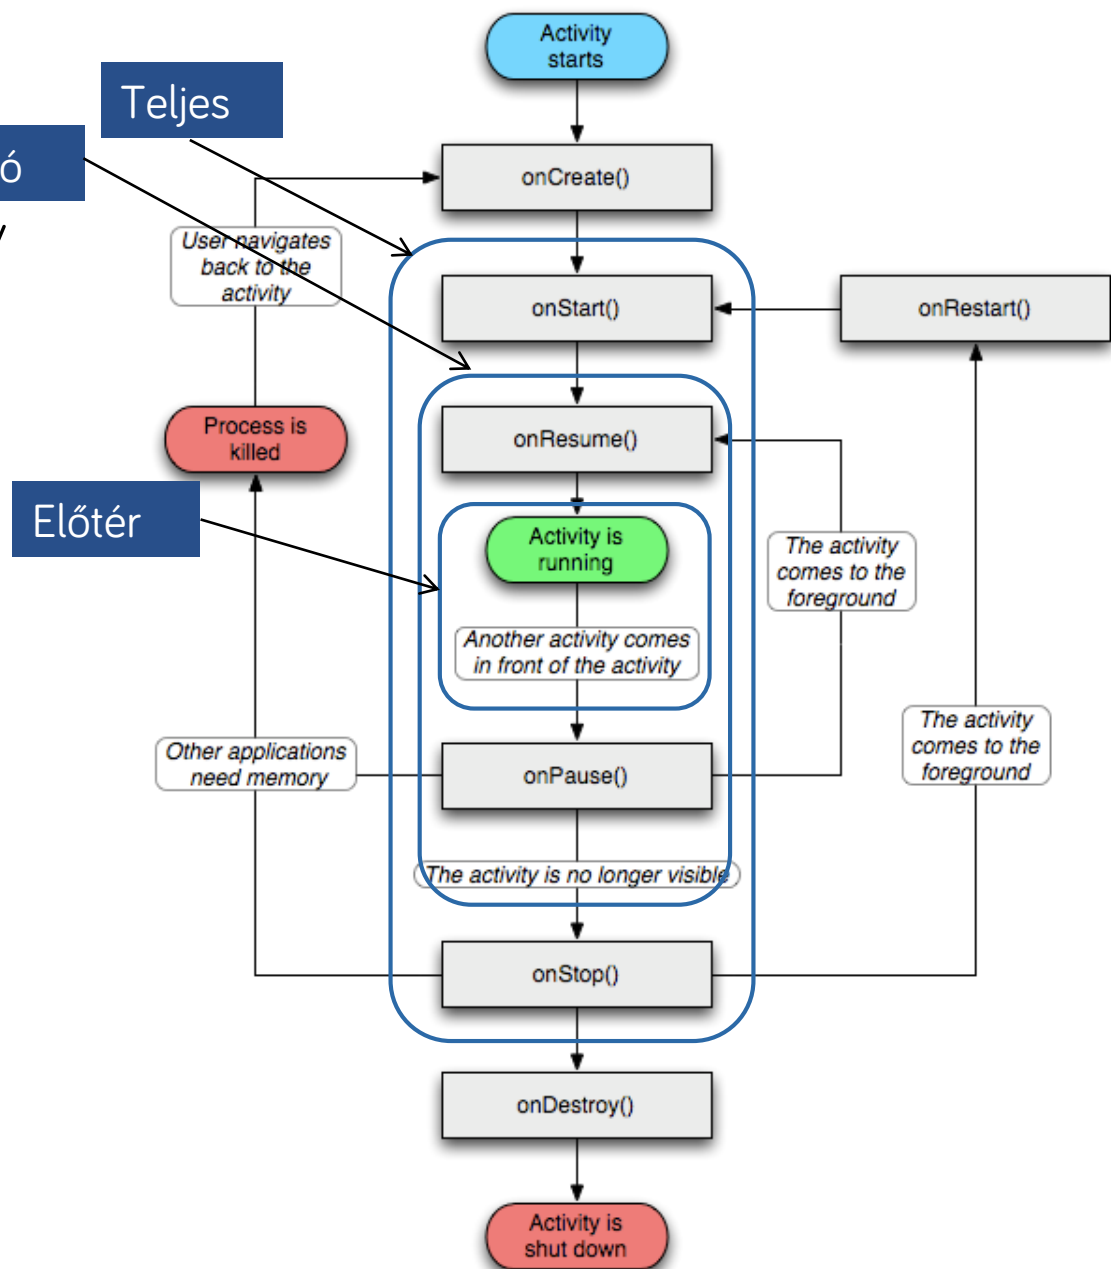 Activity
starts
Teljes
ó
onCreate()
User navigates
back to the
activity
onStart()
onRestart()
Process is
killed
onResume()
Előtér
Activity is
running
The activity
comes to the
foreground
Another activity comes
in front of the activity
Other applications
need memory
onPause()
The activity
comes to the
foreground
The activity is no longer visible
onStop()
onDestroy()
Activity is
shut down